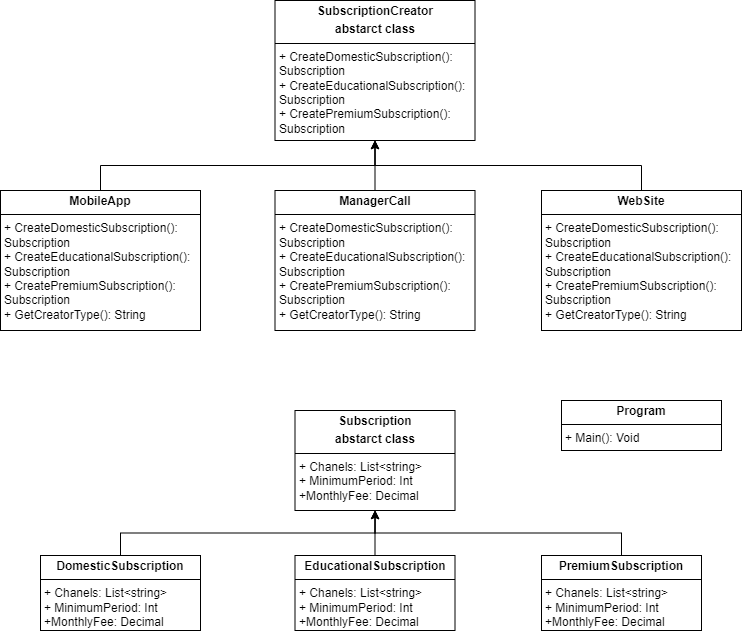 SubscriptionCreator
abstarct class
+ CreateDomesticSubscription():
Subscription
+ CreateEducationalSubscription():
Subscription
+ CreatePremiumSubscription():
Subscription
MobileApp
+ CreateDomesticSubscription():
Subscription
+ CreateEducationalSubscription():
Subscription
+ CreatePremiumSubscription():
Subscription
+ GetCreatorType(): String
ManagerCall
+ CreateDomesticSubscription():
Subscription
+ CreateEducationalSubscription():
Subscription
+ CreatePremiumSubscription():
Subscription
+ GetCreatorType(): String
WebSite
+ CreateDomesticSubscription():
Subscription
+ CreateEducationalSubscription():
Subscription
+ CreatePremiumSubscription():
Subscription
+ GetCreatorType(): String
Subscription
abstarct class
+ Chanels: List<string>
+ MinimumPeriod: Int
+MonthlyFee: Decimal
Program
+ Main(): Void
DomesticSubscription
+ Chanels: List<string>
+ MinimumPeriod: Int
+MonthlyFee: Decimal
EducationalSubscription
+ Chanels: List<string>
+ MinimumPeriod: Int
+MonthlyFee: Decimal
PremiumSubscription
+ Chanels: List<string>
+ MinimumPeriod: Int
+MonthlyFee: Decimal